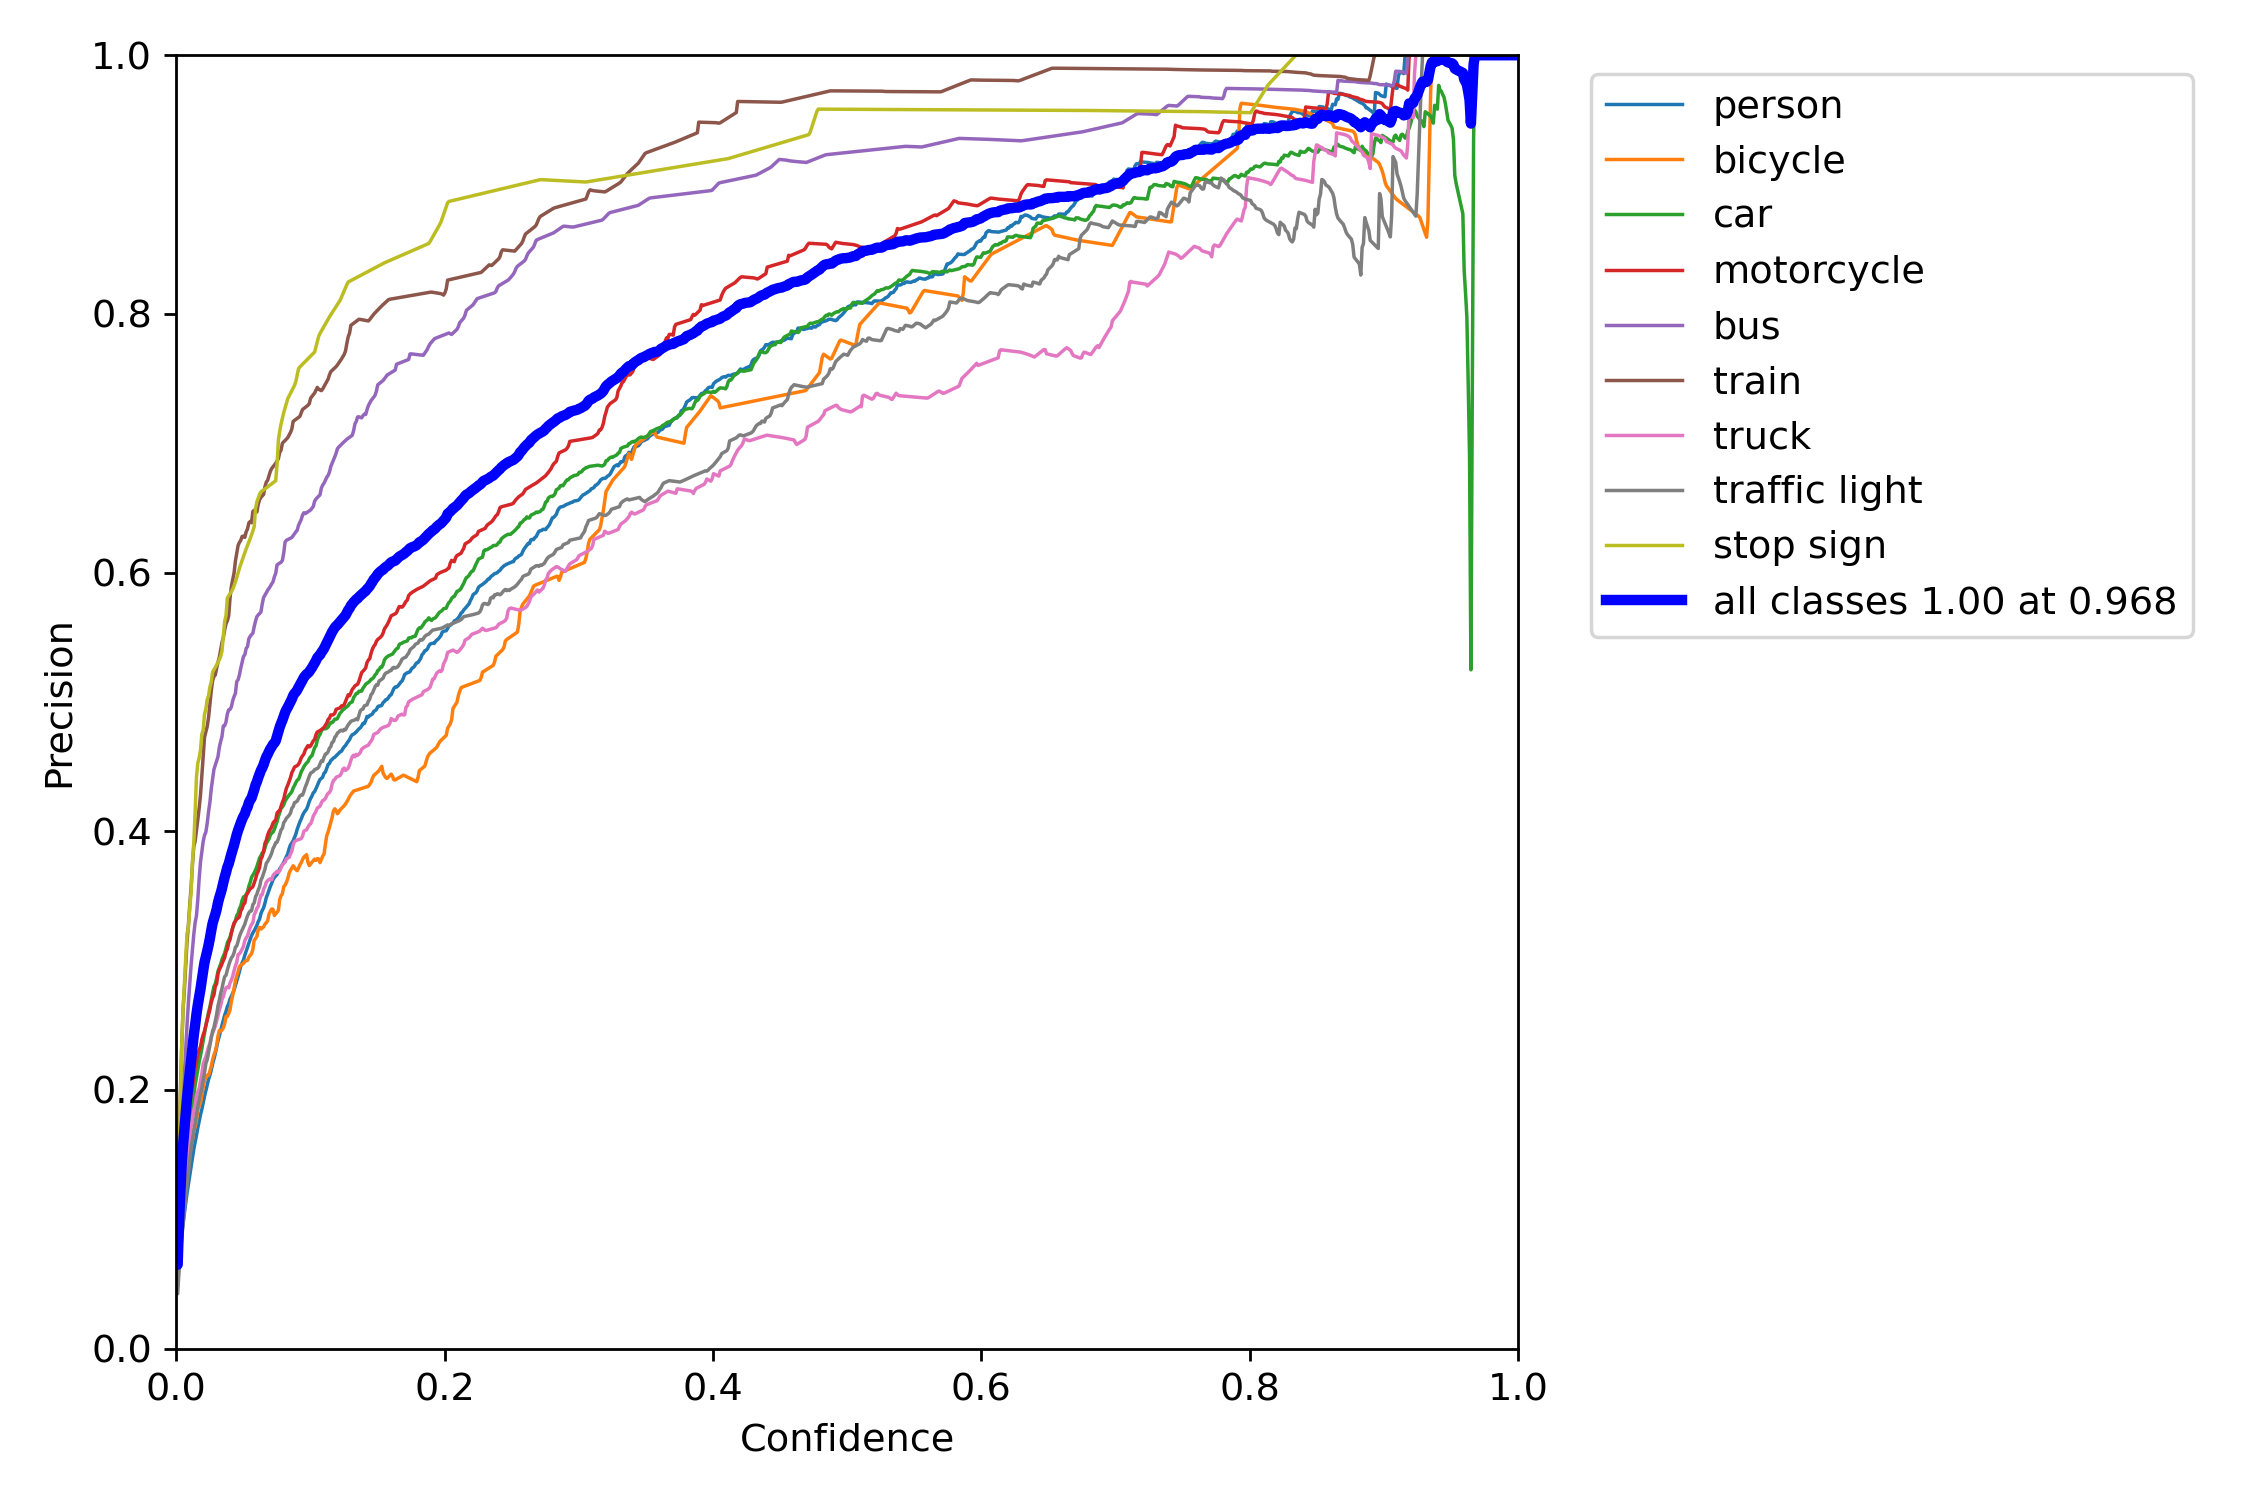 1.0
0.8
0.6
0.4
0.2
0.0
Precision
0.0 0.2 0.4 0.6 0.8 1.0
Confidence
person
bicycle
car
motorcycle
bus
train
truck
traffic light
stop sign
all classes 1.00 at 0.968